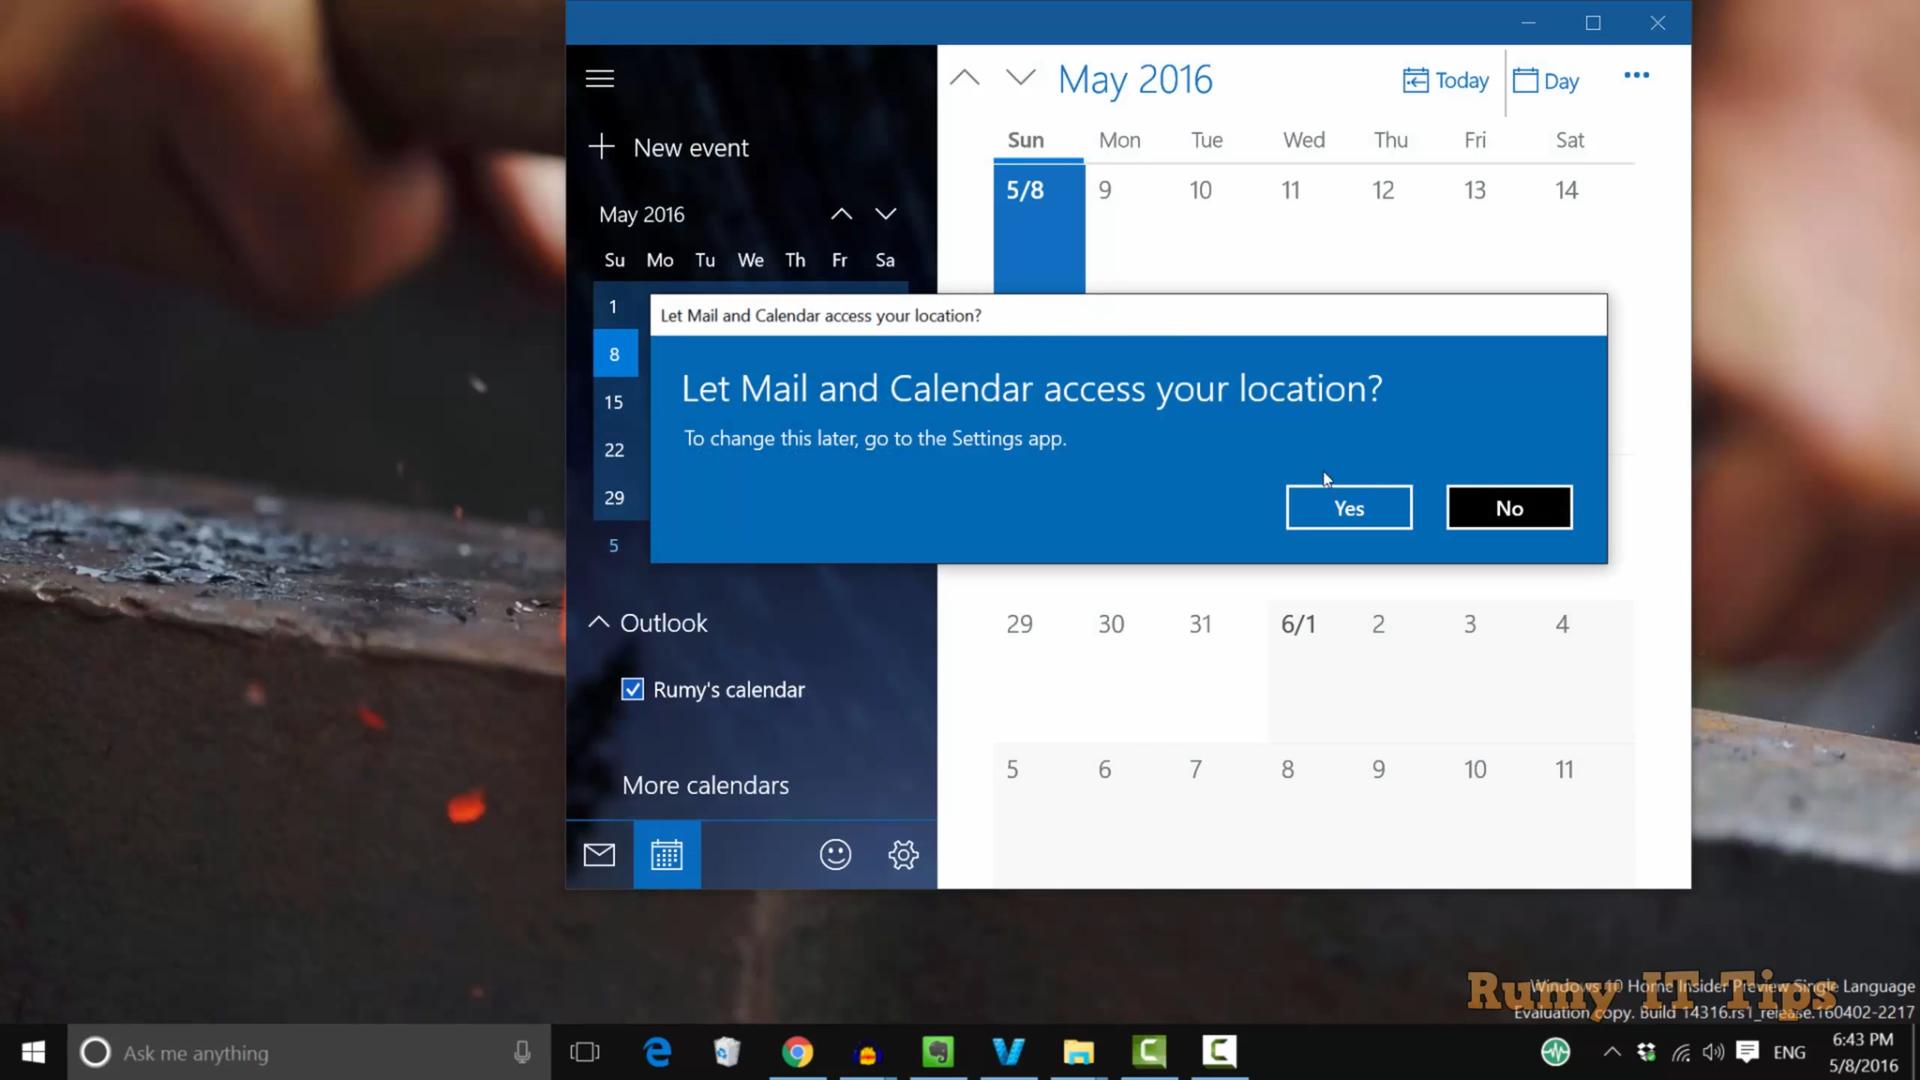 May 2016
Today
Day
New event
Sun Mon Tue Wed Thu Fri Sat
5/8 9 10 11 12 13 14
May 2016
Su Mo Tu We Th Fr Sa
1
8
15
22
29
5
Let Mail and Calendar access your location?
Let Mail and Calendar access your location?
To change this later, go to the Settings app.
Yes
No
29 30 31 6/1 2 3 4
5 6 7 8 9 10 11
Outlook
Rumy's calendar
More calendars
Rumy IT Tips
Windows 10 Home Insider Preview Single Language
Evaluation copy. Build 14316.rs1_release.160402-2217
Ask me anything
ENG
6:43 PM
5/8/2016